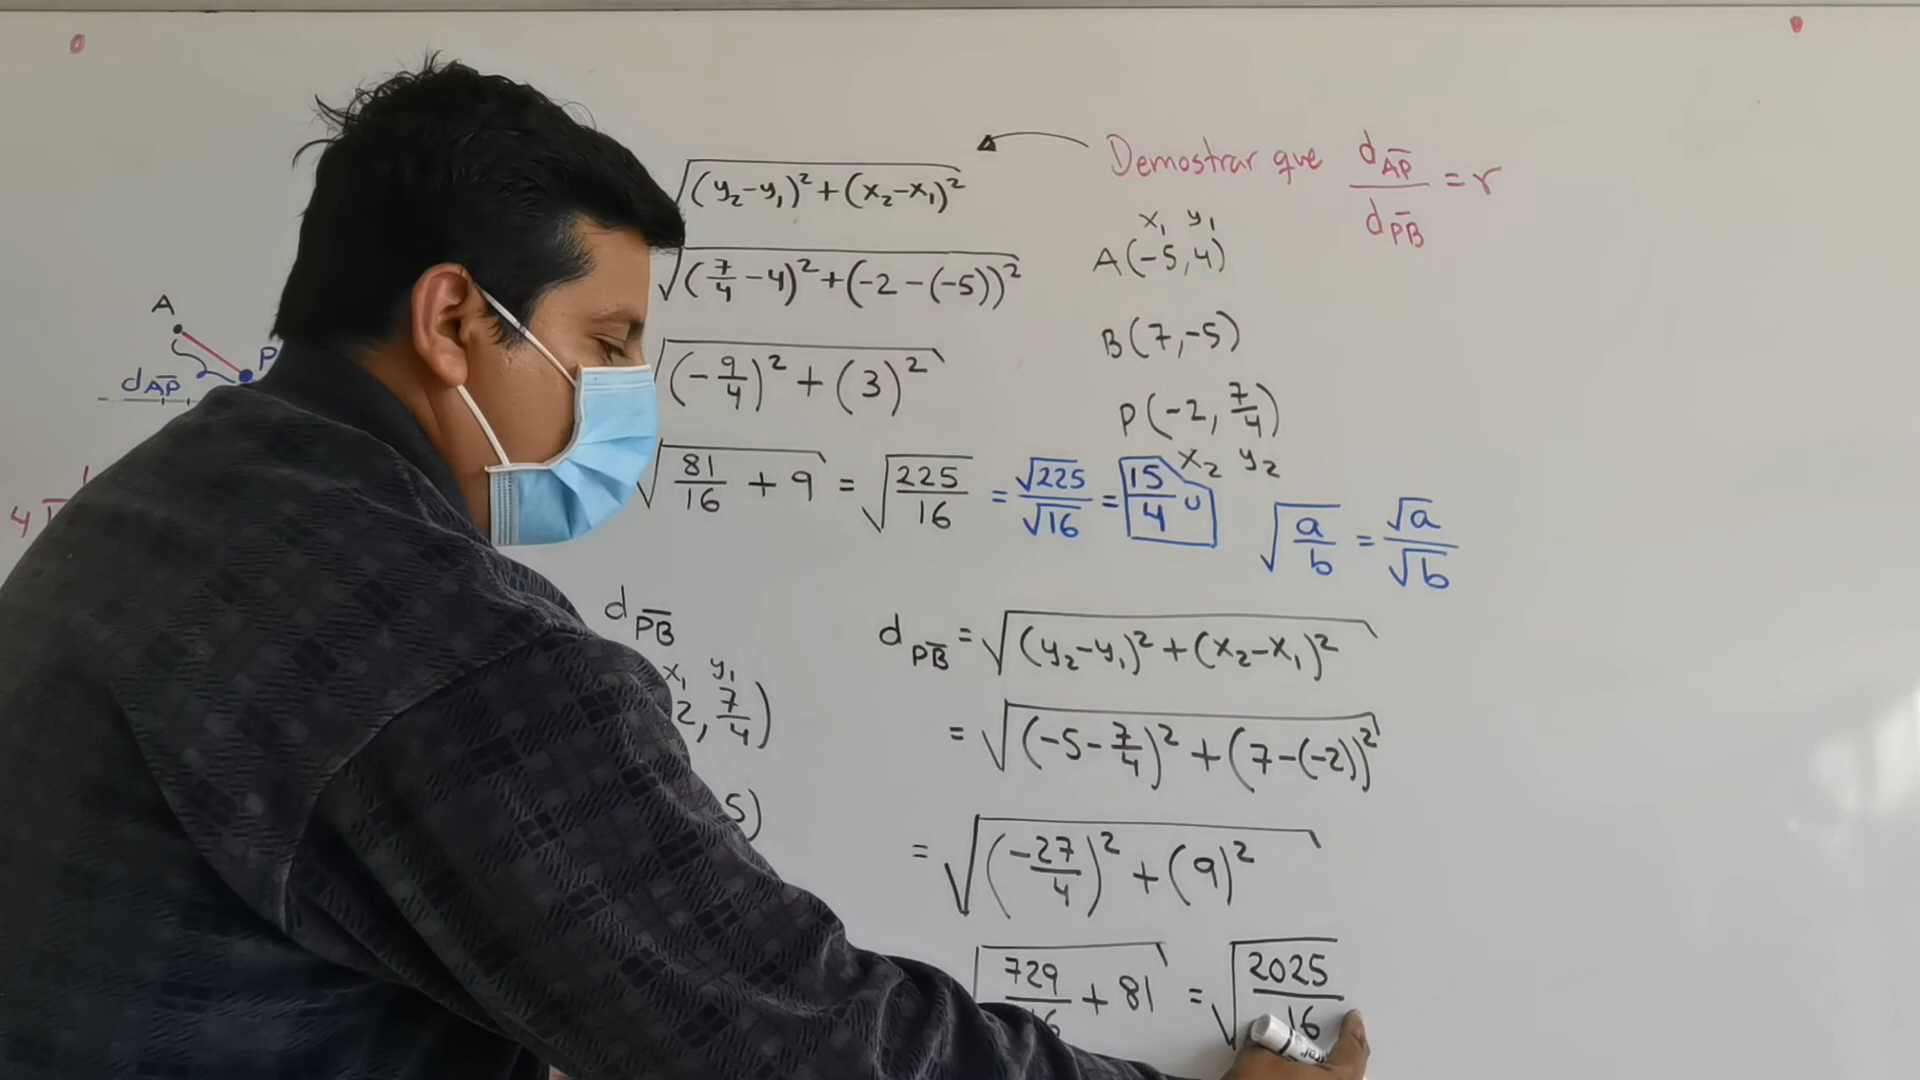 Demostrar que d_AP̅ / d_PB̅ = r
√((y₂-y₁)² + (x₂-x₁)²)
x₁ y₁
A(-5,4)
√((7/4 - 4)² + (-2-(-5))²)
B(7,-5)
√((-9/4)² + (3)²)
P(-2, 7/4)
x₂ y₂
√(81/16 + 9) = √(225/16) = √225/√16 = 15/4 u
√(a/b) = √a/√b
A
P
d_AP̅
4
d_PB̅
x₁ y₁
2, 7/4)
5)
d_PB̅ = √((y₂-y₁)² + (x₂-x₁)²)
= √((-5-7/4)² + (7-(-2))²)
= √((-27/4)² + (9)²)
√(729/16 + 81) = √(2025/16)